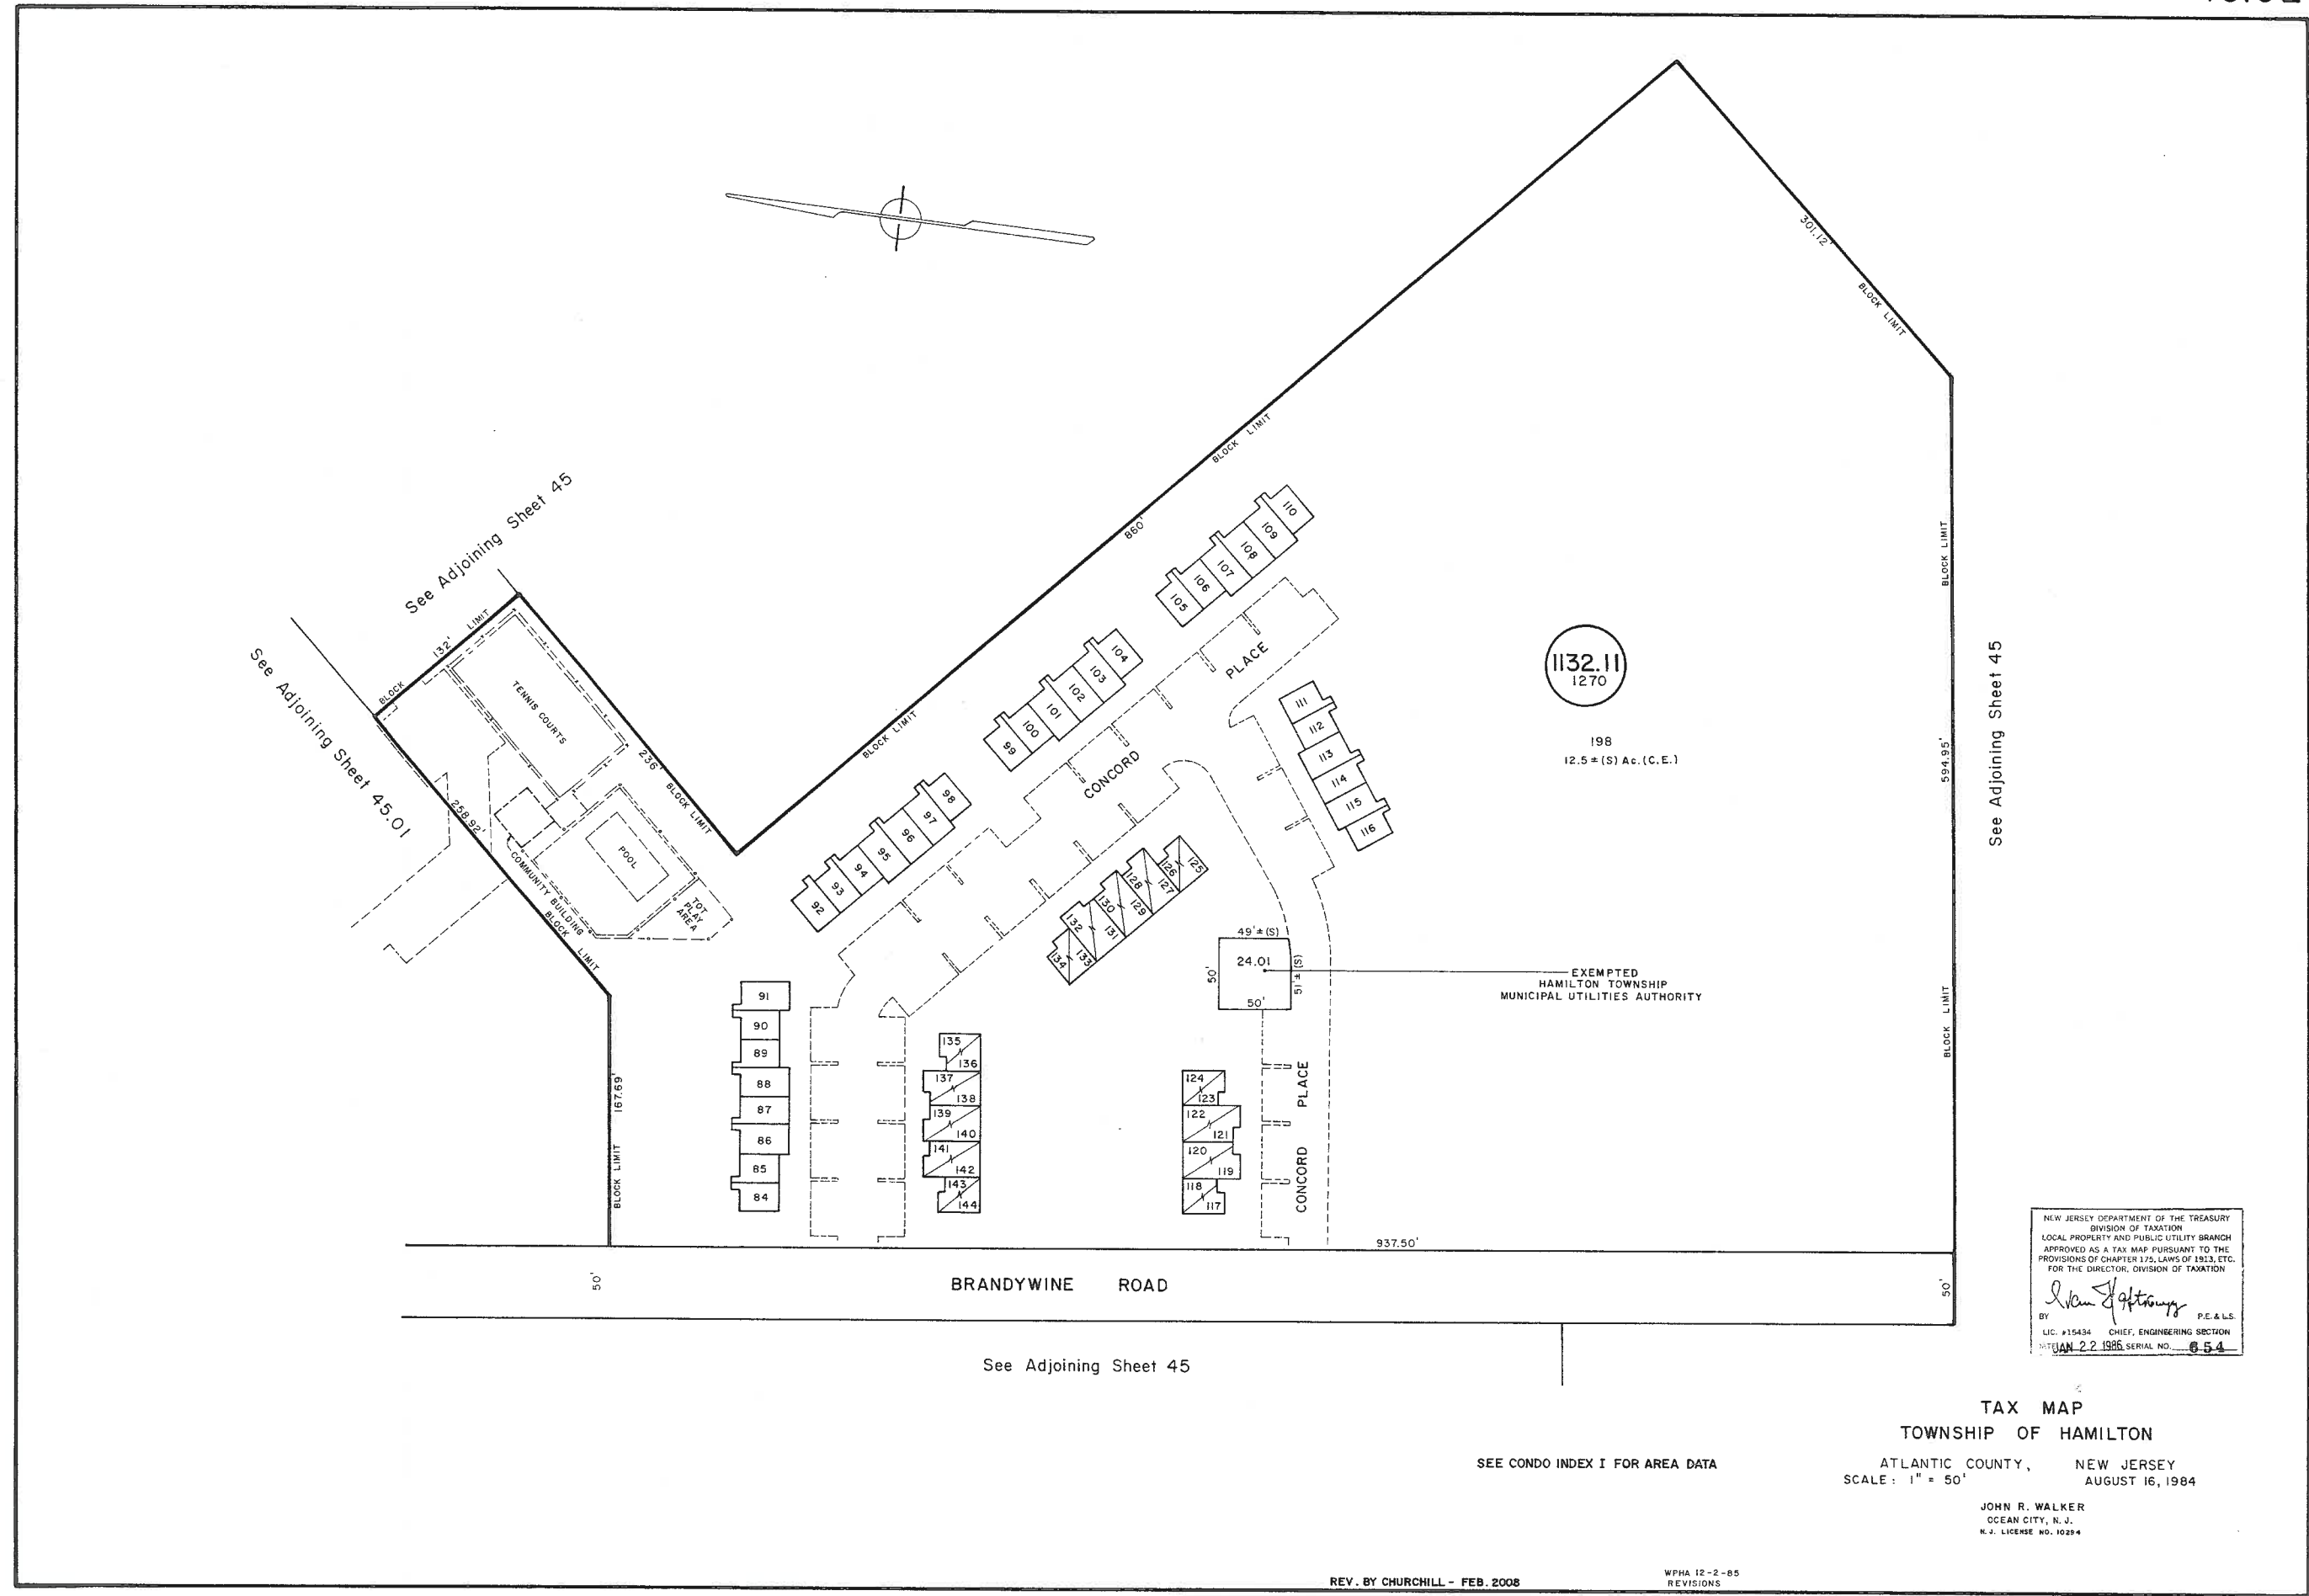 301.12'
BLOCK LIMIT
BLOCK LIMIT
860'
BLOCK LIMIT
See Adjoining Sheet 45
BLOCK
132'
LIMIT
See Adjoining Sheet 45.01
TENNIS COURTS
236'
BLOCK LIMIT
258.92'
COMMUNITY BUILDING
BLOCK LIMIT
POOL
TOT
PLAY
AREA
110
109
108
107
106
105
104
103
102
101
100
99
98
97
96
95
94
93
92
CONCORD PLACE
111
112
113
114
115
116
1132.11
1270
198
12.5 ± (S) Ac. (C.E.)
BLOCK LIMIT
594.95'
BLOCK LIMIT
See Adjoining Sheet 45
125
126
127
128
129
130
131
132
133
134
49'± (S)
50'
24.01
51'± (S)
50'
EXEMPTED
HAMILTON TOWNSHIP
MUNICIPAL UTILITIES AUTHORITY
91
90
89
88
87
86
85
84
135
136
137
138
139
140
141
142
143
144
124
123
122
121
120
119
118
117
CONCORD PLACE
BLOCK LIMIT 167.69'
937.50'
50'
BRANDYWINE ROAD
50'
See Adjoining Sheet 45
NEW JERSEY DEPARTMENT OF THE TREASURY
DIVISION OF TAXATION
LOCAL PROPERTY AND PUBLIC UTILITY BRANCH
APPROVED AS A TAX MAP PURSUANT TO THE
PROVISIONS OF CHAPTER 175, LAWS OF 1913, ETC.
FOR THE DIRECTOR, DIVISION OF TAXATION
BY P.E. & L.S.
LIC. #15434 CHIEF, ENGINEERING SECTION
JAN 22 1986 SERIAL NO. 654
TAX MAP
TOWNSHIP OF HAMILTON
ATLANTIC COUNTY, NEW JERSEY
SCALE: 1" = 50' AUGUST 16, 1984
JOHN R. WALKER
OCEAN CITY, N. J.
N. J. LICENSE NO. 10294
SEE CONDO INDEX I FOR AREA DATA
REV. BY CHURCHILL - FEB. 2008
WPHA 12-2-85
REVISIONS